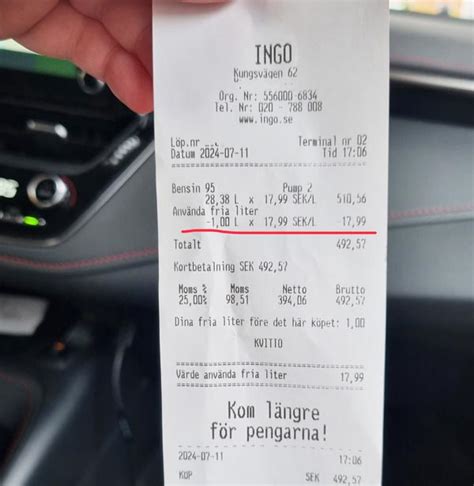 INGO
Kungsvägen 62
Org. Nr: 556000-6834
Tel. Nr: 020 - 788 008
www.ingo.se
Löp.nr Terminal nr 02
Datum 2024-07-11 Tid 17:06
Bensin 95 Pump 2
28,38 L x 17,99 SEK/L 510,56
Använda fria liter
-1,00 L x 17,99 SEK/L -17,99
Totalt 492,57
Kortbetalning SEK 492,57
Moms % Moms Netto Brutto
25,00% 98,51 394,06 492,57
Dina fria liter före det här köpet: 1,00
KVITTO
Värde använda fria liter 17,99
Kom längre
för pengarna!
2024-07-11 17:06
KÖP SEK 492,57